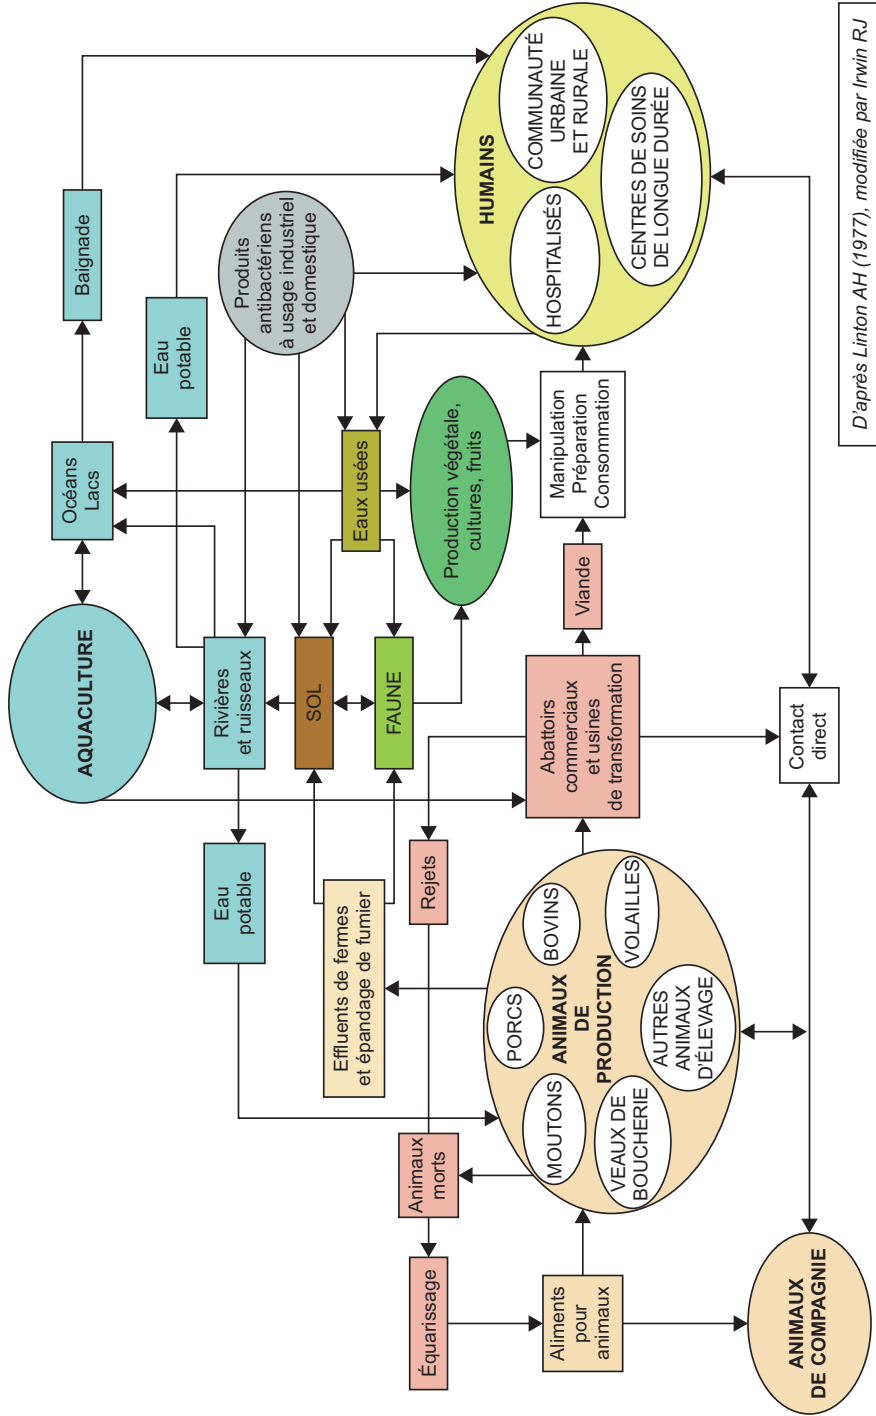 AQUACULTURE
Océans
Lacs
Baignade
Eau
potable
Rivières
et ruisseaux
Eau
potable
Produits
antibactériens
à usage industriel
et domestique
SOL
Eaux usées
FAUNE
Effluents de fermes
et épandage de fumier
Production végétale,
cultures, fruits
Rejets
Animaux
morts
Équarissage
HUMAINS
HOSPITALISÉS
COMMUNAUTÉ
URBAINE
ET RURALE
CENTRES DE SOINS
DE LONGUE DURÉE
Manipulation
Préparation
Consommation
Viande
Abattoirs
commerciaux
et usines
de transformation
ANIMAUX
DE
PRODUCTION
PORCS
BOVINS
MOUTONS
VOLAILLES
VEAUX DE
BOUCHERIE
AUTRES
ANIMAUX
D'ÉLEVAGE
Aliments
pour
animaux
Contact
direct
ANIMAUX
DE COMPAGNIE
D'après Linton AH (1977), modifiée par Irwin RJ